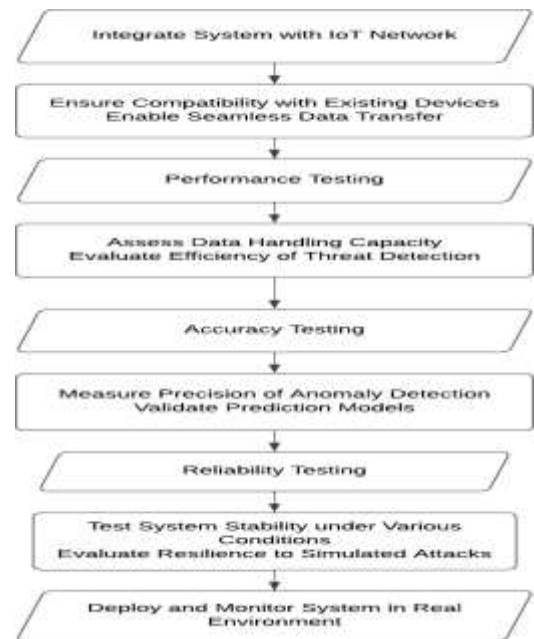 Integrate System with IoT Network
Ensure Compatibility with Existing Devices
Enable Seamless Data Transfer
Performance Testing
Assess Data Handling Capacity
Evaluate Efficiency of Threat Detection
Accuracy Testing
Measure Precision of Anomaly Detection
Validate Prediction Models
Reliability Testing
Test System Stability under Various
Conditions
Evaluate Resilience to Simulated Attacks
Deploy and Monitor System in Real
Environment